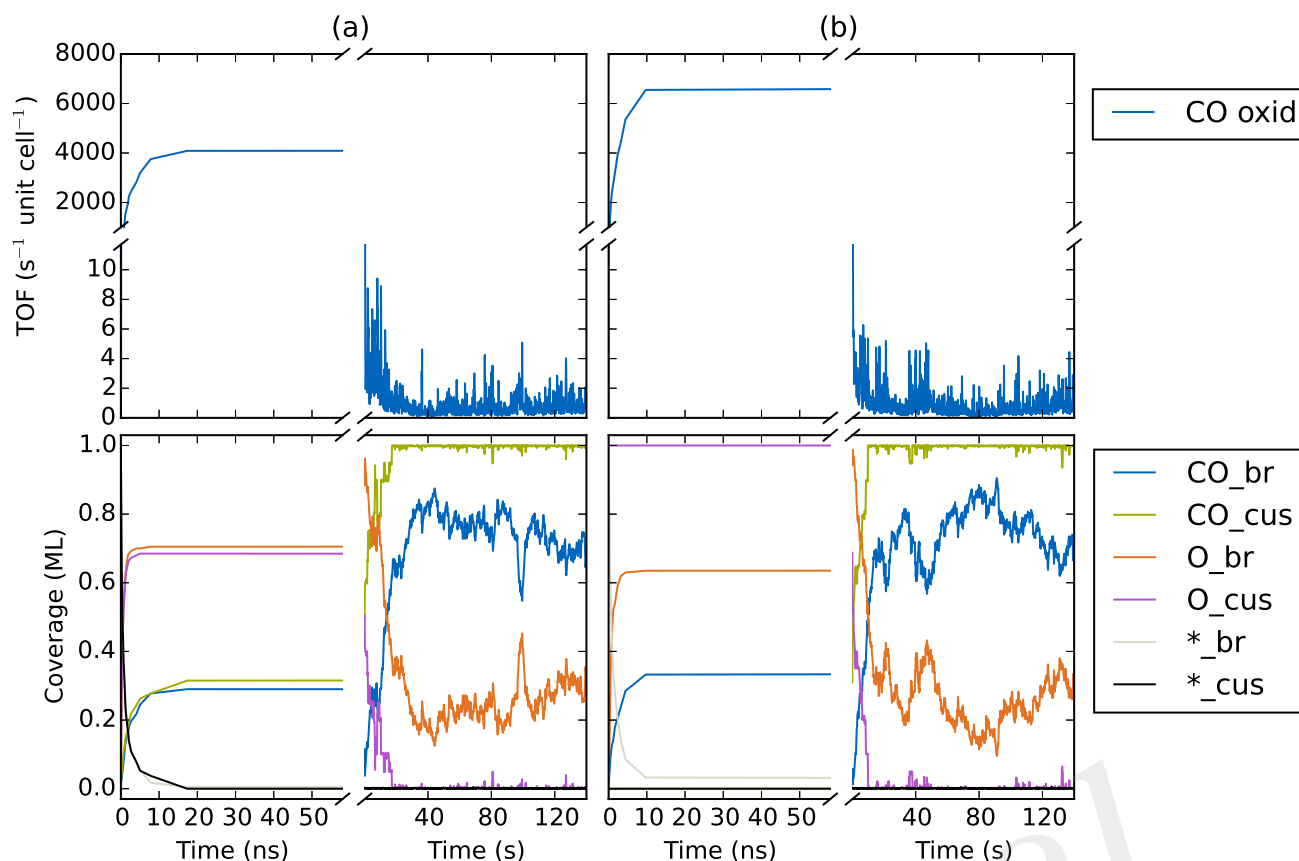 (a) (b)
8000
6000
4000
2000
TOF (s⁻¹ unit cell⁻¹)
10
8
6
4
2
0
CO oxid
1.0
0.8
0.6
0.4
0.2
0.0
Coverage (ML)
CO_br
CO_cus
O_br
O_cus
*_br
*_cus
0 10 20 30 40 50 40 80 120 0 10 20 30 40 50 40 80 120
Time (ns) Time (s) Time (ns) Time (s)